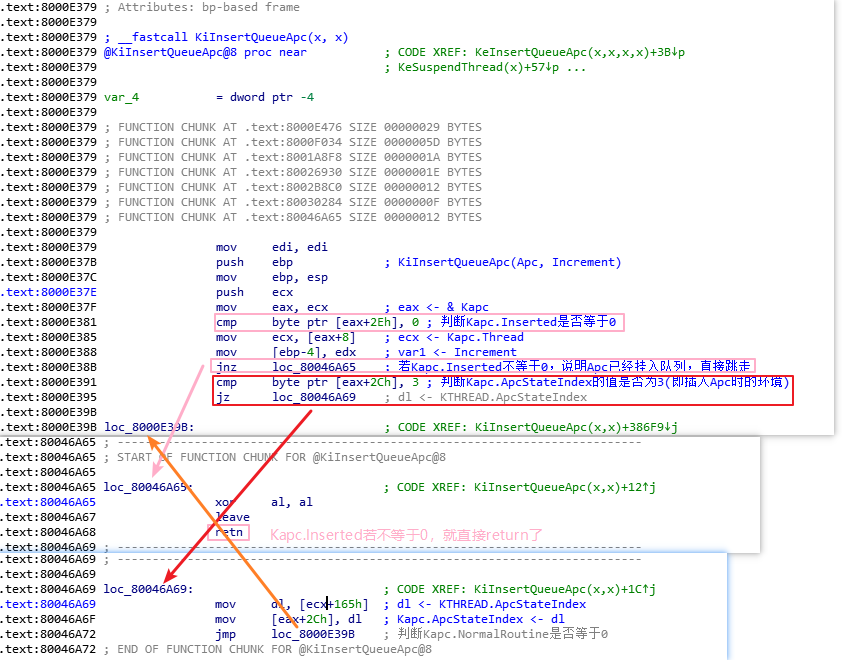 .text:8000E379 ; Attributes: bp-based frame
.text:8000E379
.text:8000E379 ; __fastcall KiInsertQueueApc(x, x)
.text:8000E379 @KiInsertQueueApc@8 proc near ; CODE XREF: KeInsertQueueApc(x,x,x,x)+3B↓p
.text:8000E379 ; KeSuspendThread(x)+57↓p ...
.text:8000E379
.text:8000E379 var_4 = dword ptr -4
.text:8000E379
.text:8000E379 ; FUNCTION CHUNK AT .text:8000E476 SIZE 00000029 BYTES
.text:8000E379 ; FUNCTION CHUNK AT .text:8000F034 SIZE 0000005D BYTES
.text:8000E379 ; FUNCTION CHUNK AT .text:8001A8F8 SIZE 0000001A BYTES
.text:8000E379 ; FUNCTION CHUNK AT .text:80026930 SIZE 0000001E BYTES
.text:8000E379 ; FUNCTION CHUNK AT .text:8002B8C0 SIZE 00000012 BYTES
.text:8000E379 ; FUNCTION CHUNK AT .text:80030284 SIZE 0000000F BYTES
.text:8000E379 ; FUNCTION CHUNK AT .text:80046A65 SIZE 00000012 BYTES
.text:8000E379
.text:8000E379 mov edi, edi
.text:8000E37B push ebp ; KiInsertQueueApc(Apc, Increment)
.text:8000E37C mov ebp, esp
.text:8000E37E push ecx
.text:8000E37F mov eax, ecx ; eax <- & Kapc
.text:8000E381 cmp byte ptr [eax+2Eh], 0 ; 判断Kapc.Inserted是否等于0
.text:8000E385 mov ecx, [eax+8] ; ecx <- Kapc.Thread
.text:8000E388 mov [ebp-4], edx ; var1 <- Increment
.text:8000E38B jnz loc_80046A65 ; 若Kapc.Inserted不等于0，说明Apc已经挂入队列，直接跳走
.text:8000E391 cmp byte ptr [eax+2Ch], 3 ; 判断Kapc.ApcStateIndex的值是否为3(即插入Apc时的环境)
.text:8000E395 jz loc_80046A69 ; dl <- KTHREAD.ApcStateIndex
.text:8000E39B
.text:8000E39B loc_8000E39B: ; CODE XREF: KiInsertQueueApc(x,x)+386F9↓j
.text:80046A65 ; ---------------------------------------------------------------------------
.text:80046A65 ; START OF FUNCTION CHUNK FOR @KiInsertQueueApc@8
.text:80046A65
.text:80046A65 loc_80046A65: ; CODE XREF: KiInsertQueueApc(x,x)+12↑j
.text:80046A65 xor al, al
.text:80046A67 leave
.text:80046A68 retn Kapc.Inserted若不等于0，就直接return了
.text:80046A69 ; ---------------------------------------------------------------------------
.text:80046A69 ; ---------------------------------------------------------------------------
.text:80046A69
.text:80046A69 loc_80046A69: ; CODE XREF: KiInsertQueueApc(x,x)+1C↑j
.text:80046A69 mov dl, [ecx+165h] ; dl <- KTHREAD.ApcStateIndex
.text:80046A6F mov [eax+2Ch], dl ; Kapc.ApcStateIndex <- dl
.text:80046A72 jmp loc_8000E39B ; 判断Kapc.NormalRoutine是否等于0
.text:80046A72 ; END OF FUNCTION CHUNK FOR @KiInsertQueueApc@8